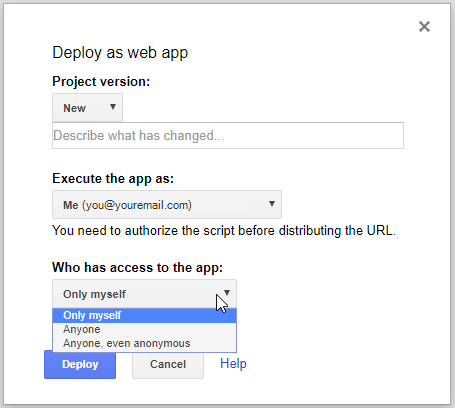 Deploy as web app
Project version:
New
Describe what has changed...
Execute the app as:
Me (you@youremail.com)
You need to authorize the script before distributing the URL.
Who has access to the app:
Only myself
Only myself
Anyone
Anyone, even anonymous
Deploy Cancel Help